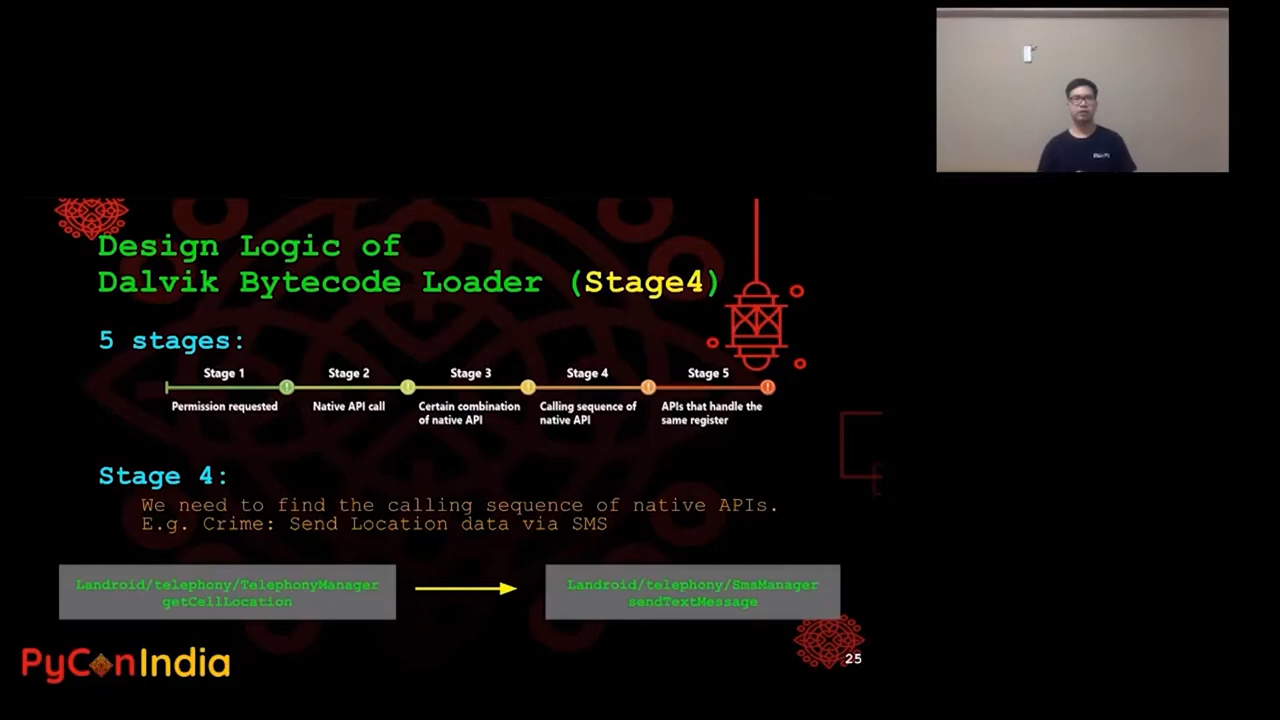 Design Logic of
Dalvik Bytecode Loader (Stage4)
5 stages:
Stage 1
Stage 2
Stage 3
Stage 4
Stage 5
Permission requested
Native API call
Certain combination
of native API
Calling sequence of
native API
APIs that handle the
same register
Stage 4:
We need to find the calling sequence of native APIs.
E.g. Crime: Send Location data via SMS
Landroid/telephony/TelephonyManager
getCellLocation
Landroid/telephony/SmsManager
sendTextMessage
PyConIndia
25